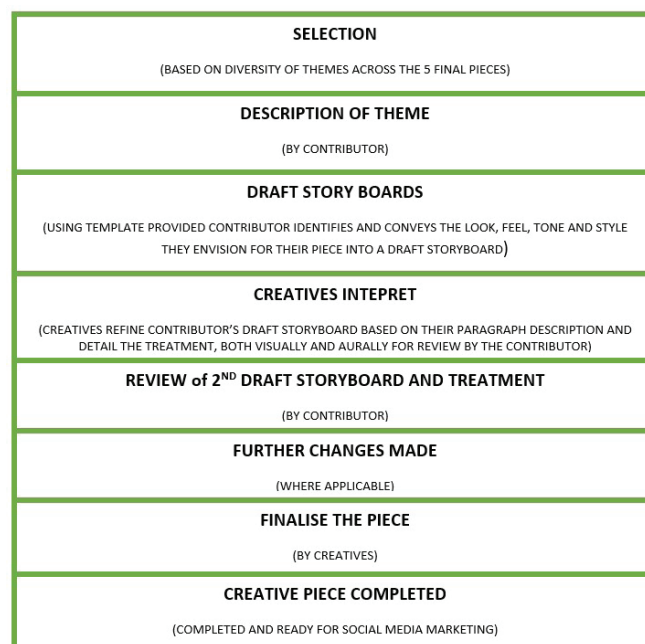 SELECTION
(BASED ON DIVERSITY OF THEMES ACROSS THE 5 FINAL PIECES)
DESCRIPTION OF THEME
(BY CONTRIBUTOR)
DRAFT STORY BOARDS
(USING TEMPLATE PROVIDED CONTRIBUTOR IDENTIFIES AND CONVEYS THE LOOK, FEEL, TONE AND STYLE
THEY ENVISION FOR THEIR PIECE INTO A DRAFT STORYBOARD)
CREATIVES INTEPRET
(CREATIVES REFINE CONTRIBUTOR’S DRAFT STORYBOARD BASED ON THEIR PARAGRAPH DESCRIPTION AND
DETAIL THE TREATMENT, BOTH VISUALLY AND AURALLY FOR REVIEW BY THE CONTRIBUTOR)
REVIEW of 2ND DRAFT STORYBOARD AND TREATMENT
(BY CONTRIBUTOR)
FURTHER CHANGES MADE
(WHERE APPLICABLE)
FINALISE THE PIECE
(BY CREATIVES)
CREATIVE PIECE COMPLETED
(COMPLETED AND READY FOR SOCIAL MEDIA MARKETING)